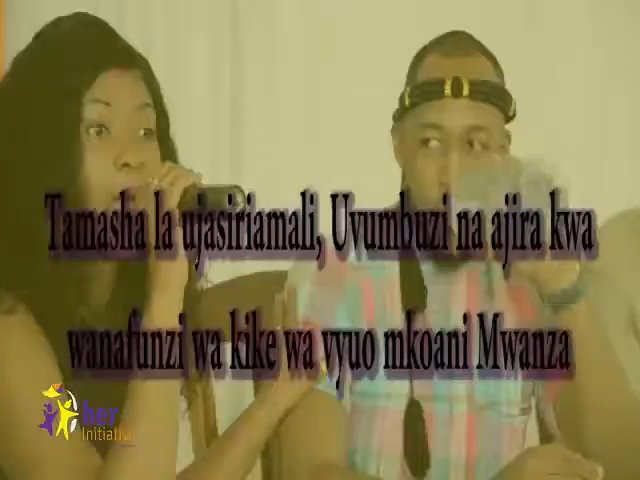 Tamasha la ujasiriamali, Uvumbuzi na ajira kwa
wanafunzi wa kike wa vyuo mkoani Mwanza
her
Initiative